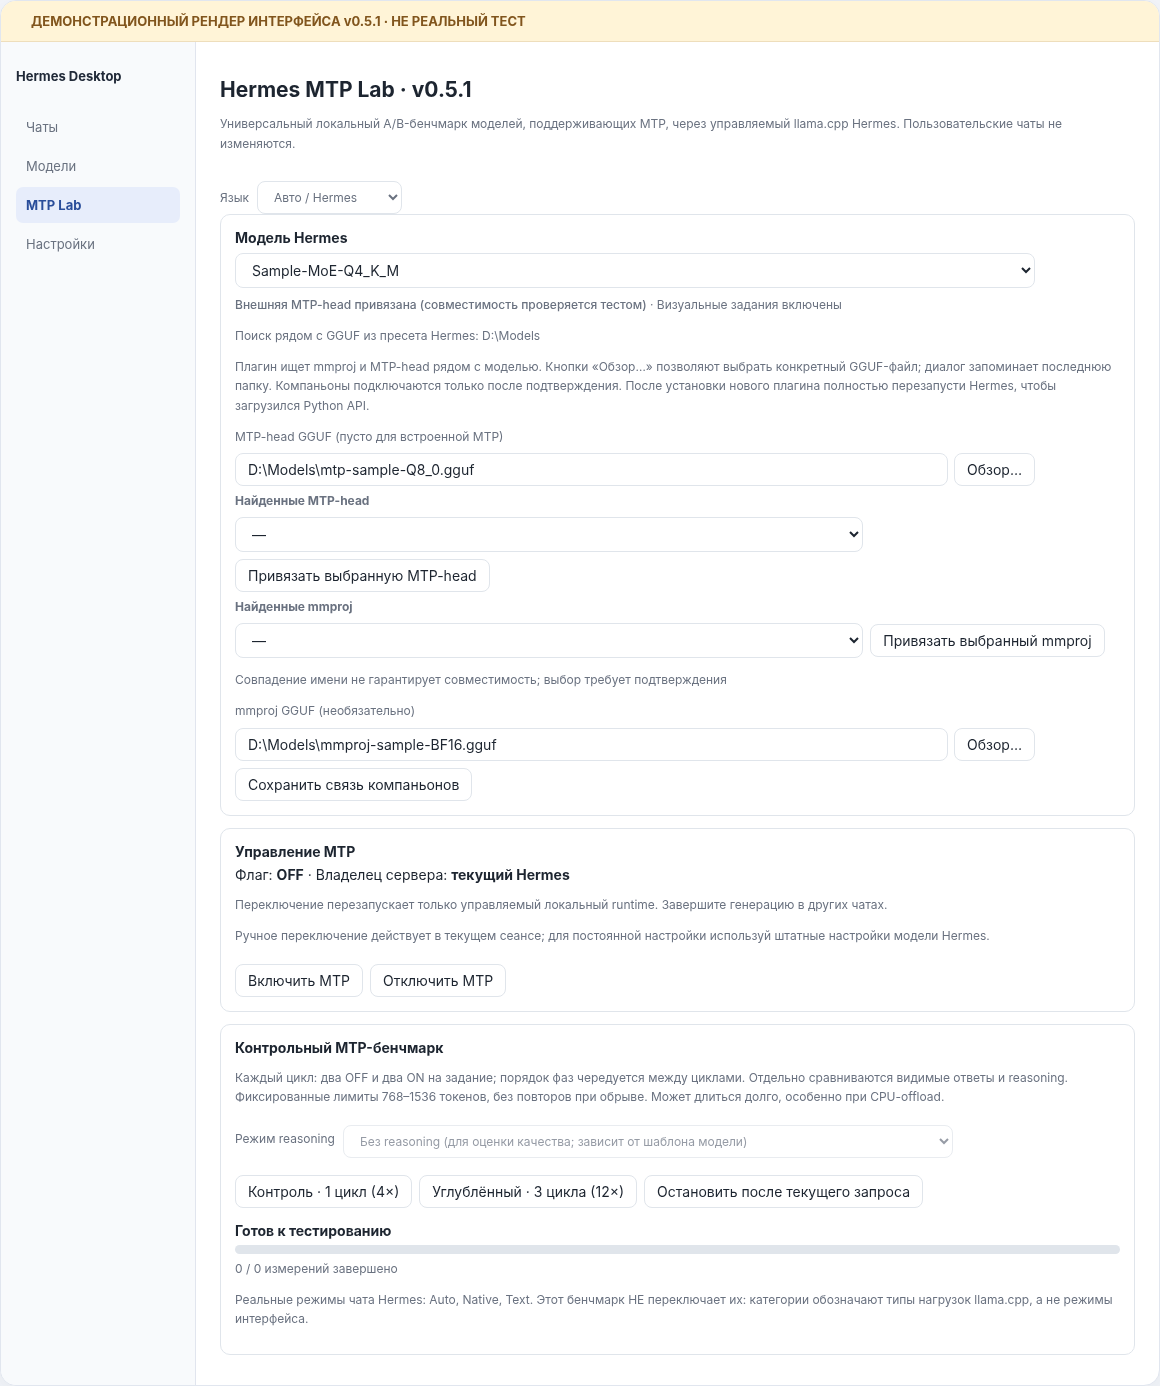 ДЕМОНСТРАЦИОННЫЙ РЕНДЕР ИНТЕРФЕЙСА v0.5.1 · НЕ РЕАЛЬНЫЙ ТЕСТ
Hermes Desktop
Чаты
Модели
MTP Lab
Настройки
Hermes MTP Lab · v0.5.1
Универсальный локальный A/B-бенчмарк моделей, поддерживающих MTP, через управляемый llama.cpp Hermes. Пользовательские чаты не
изменяются.
Язык Авто / Hermes
Модель Hermes
Sample-MoE-Q4_K_M
Внешняя MTP-head привязана (совместимость проверяется тестом) · Визуальные задания включены
Поиск рядом с GGUF из пресета Hermes: D:\Models
Плагин ищет mmproj и MTP-head рядом с моделью. Кнопки «Обзор…» позволяют выбрать конкретный GGUF-файл; диалог запоминает последнюю
папку. Компаньоны подключаются только после подтверждения. После установки нового плагина полностью перезапусти Hermes, чтобы
загрузился Python API.
MTP-head GGUF (пусто для встроенной MTP)
D:\Models\mtp-sample-Q8_0.gguf Обзор…
Найденные MTP-head
—
Привязать выбранную MTP-head
Найденные mmproj
— Привязать выбранный mmproj
Совпадение имени не гарантирует совместимость; выбор требует подтверждения
mmproj GGUF (необязательно)
D:\Models\mmproj-sample-BF16.gguf Обзор…
Сохранить связь компаньонов
Управление MTP
Флаг: OFF · Владелец сервера: текущий Hermes
Переключение перезапускает только управляемый локальный runtime. Завершите генерацию в других чатах.
Ручное переключение действует в текущем сеансе; для постоянной настройки используй штатные настройки модели Hermes.
Включить MTP Отключить MTP
Контрольный MTP-бенчмарк
Каждый цикл: два OFF и два ON на задание; порядок фаз чередуется между циклами. Отдельно сравниваются видимые ответы и reasoning.
Фиксированные лимиты 768–1536 токенов, без повторов при обрыве. Может длиться долго, особенно при CPU-offload.
Режим reasoning Без reasoning (для оценки качества; зависит от шаблона модели)
Контроль · 1 цикл (4×) Углублённый · 3 цикла (12×) Остановить после текущего запроса
Готов к тестированию
0 / 0 измерений завершено
Реальные режимы чата Hermes: Auto, Native, Text. Этот бенчмарк НЕ переключает их: категории обозначают типы нагрузок llama.cpp, а не режимы
интерфейса.